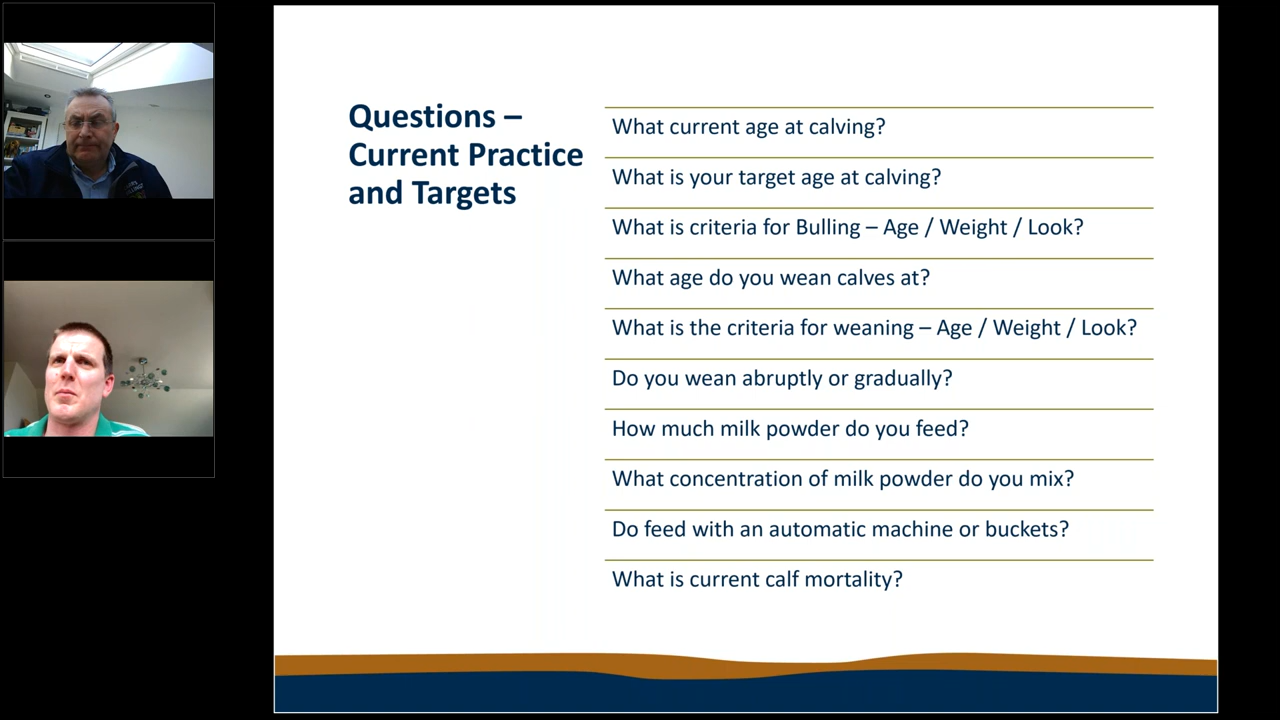 Questions –
Current Practice
and Targets
What current age at calving?
What is your target age at calving?
What is criteria for Bulling – Age / Weight / Look?
What age do you wean calves at?
What is the criteria for weaning – Age / Weight / Look?
Do you wean abruptly or gradually?
How much milk powder do you feed?
What concentration of milk powder do you mix?
Do feed with an automatic machine or buckets?
What is current calf mortality?